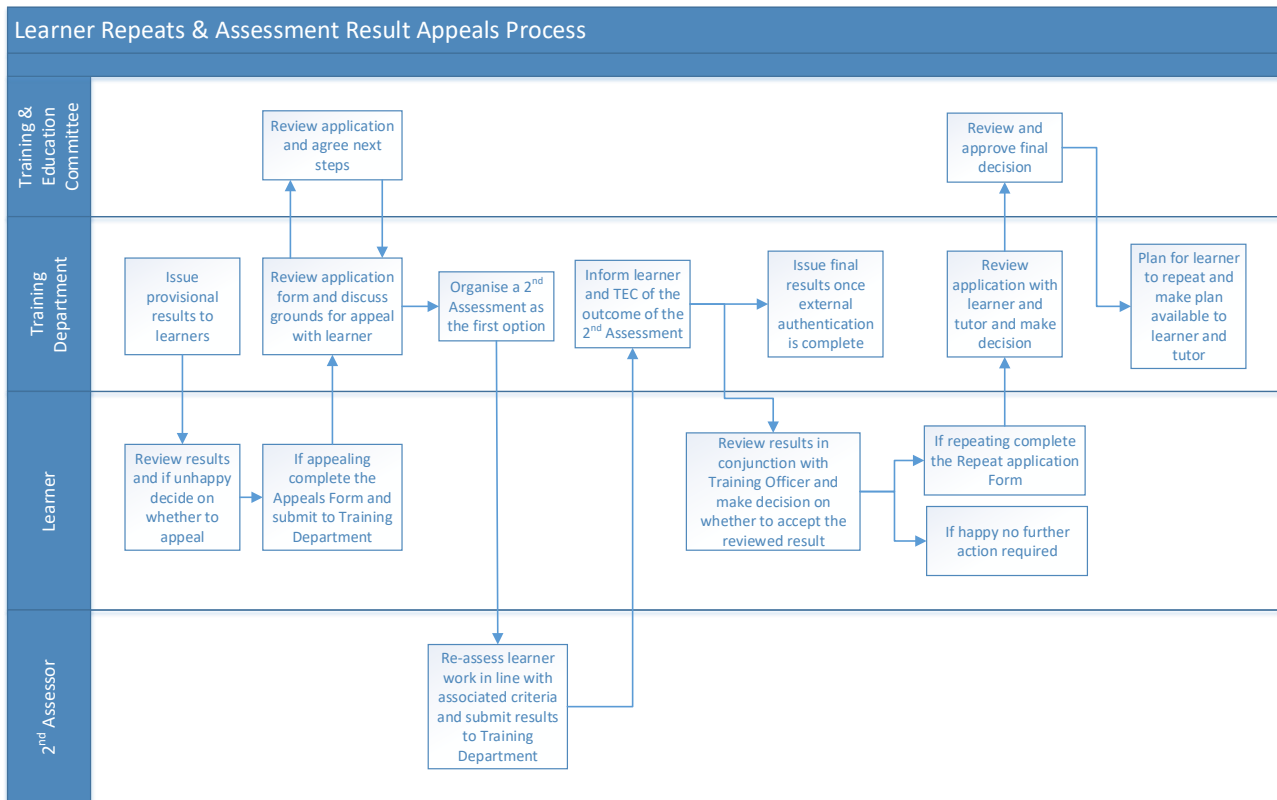 Learner Repeats & Assessment Result Appeals Process
Training &
Education
Committee
Review application
and agree next
steps
Review and
approve final
decision
Training
Department
Issue
provisional
results to
learners
Review application
form and discuss
grounds for appeal
with learner
Organise a 2nd
Assessment as
the first option
Inform learner
and TEC of the
outcome of the
2nd Assessment
Issue final
results once
external
authentication
is complete
Review
application with
learner and
tutor and make
decision
Plan for learner
to repeat and
make plan
available to
learner and
tutor
Learner
Review results
and if unhappy
decide on
whether to
appeal
If appealing
complete the
Appeals Form and
submit to Training
Department
Review results in
conjunction with
Training Officer and
make decision on
whether to accept the
reviewed result
If repeating complete
the Repeat application
Form
If happy no further
action required
2nd Assessor
Re-assess learner
work in line with
associated criteria
and submit results
to Training
Department